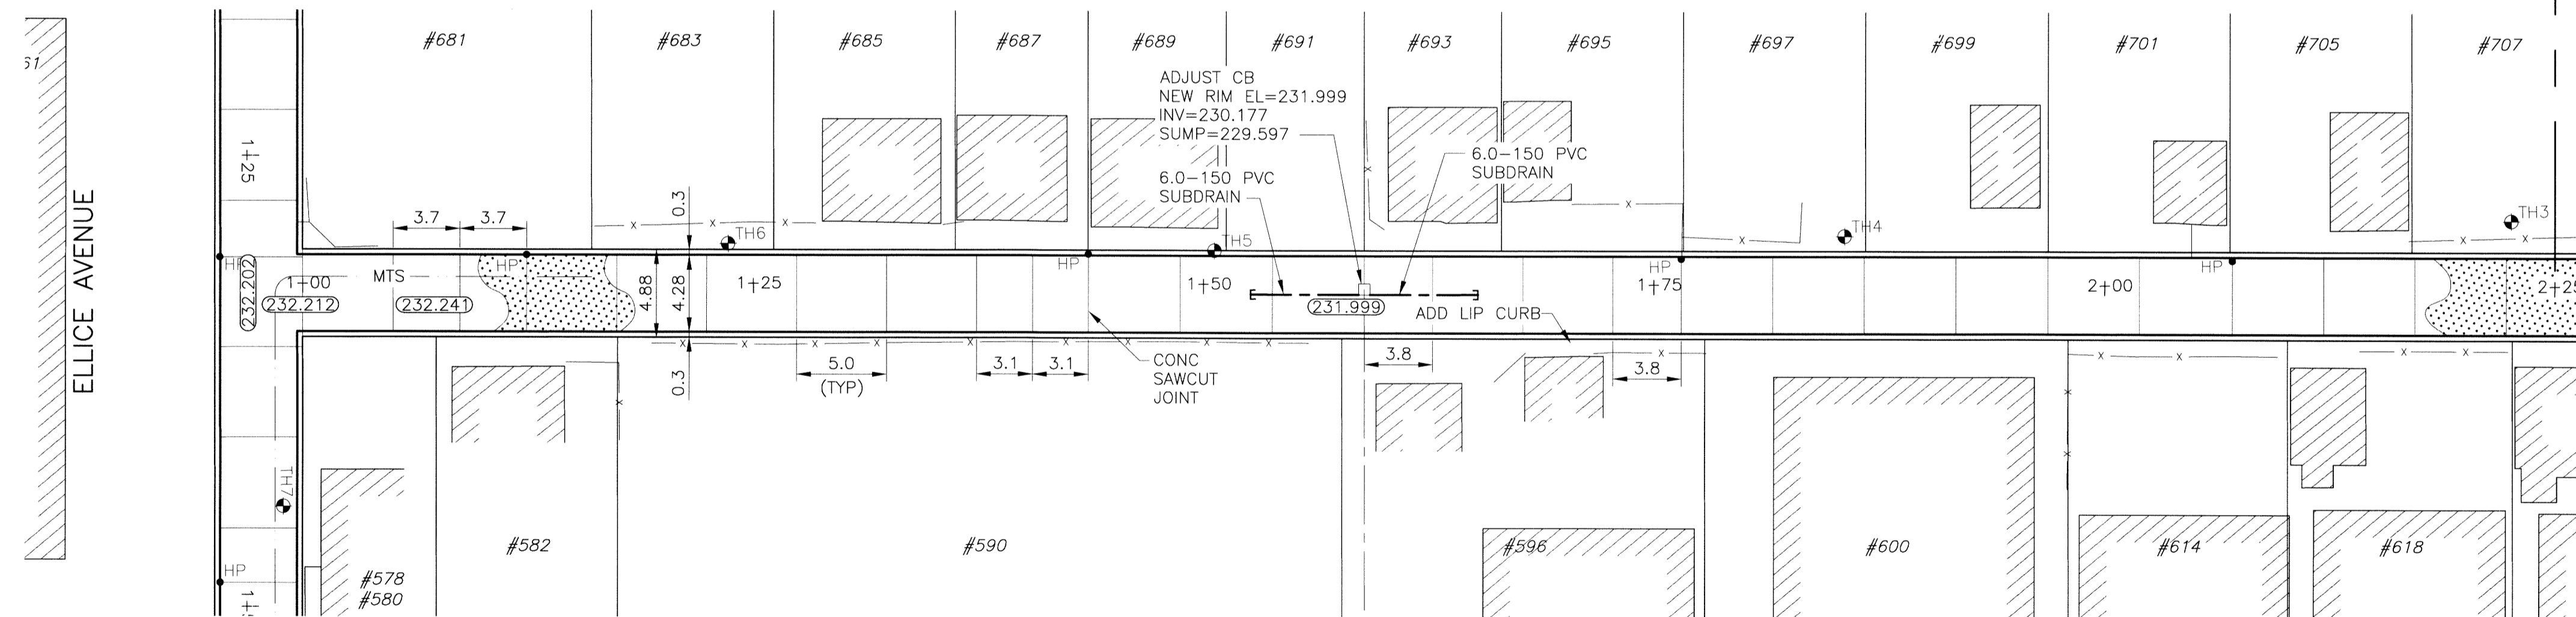 #681
#683
#685
#687
#689
#691
#693
#695
#697
#699
#701
#705
#707
61
ADJUST CB
NEW RIM EL=231.999
INV=230.177
SUMP=229.597
6.0-150 PVC
SUBDRAIN
6.0-150 PVC
SUBDRAIN
1+25
ELLICE AVENUE
3.7
3.7
0.3
TH6
TH5
TH4
TH3
HP
HP
HP
HP
232.202
1+00
MTS
232.212
232.241
4.88
4.28
1+25
1+50
231.999
1+75
2+00
ADD LIP CURB
0.3
5.0
(TYP)
3.1
3.1
CONC
SAWCUT
JOINT
3.8
3.8
TH7
HP
#578
#580
#582
#590
#596
#600
#614
#618